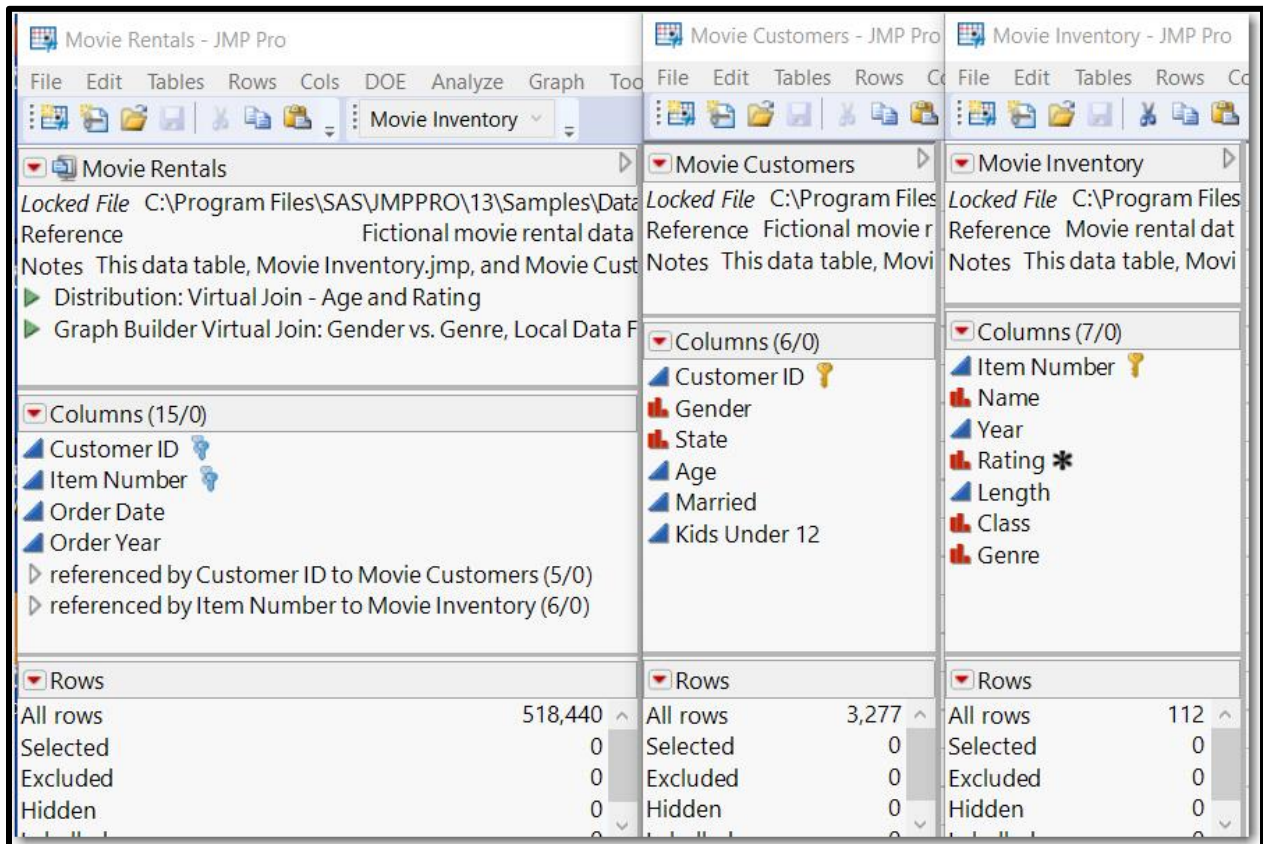 Movie Rentals - JMP Pro
File Edit Tables Rows Cols DOE Analyze Graph Too
Movie Inventory
Movie Rentals
Locked File C:\Program Files\SAS\JMPPRO\13\Samples\Data
Reference Fictional movie rental data
Notes This data table, Movie Inventory.jmp, and Movie Cust
Distribution: Virtual Join - Age and Rating
Graph Builder Virtual Join: Gender vs. Genre, Local Data F
Columns (15/0)
Customer ID
Item Number
Order Date
Order Year
referenced by Customer ID to Movie Customers (5/0)
referenced by Item Number to Movie Inventory (6/0)
Rows
All rows 518,440
Selected 0
Excluded 0
Hidden 0
Movie Customers - JMP Pro
File Edit Tables Rows Co
Movie Customers
Locked File C:\Program Files
Reference Fictional movie r
Notes This data table, Movi
Columns (6/0)
Customer ID
Gender
State
Age
Married
Kids Under 12
Rows
All rows 3,277
Selected 0
Excluded 0
Hidden 0
Movie Inventory - JMP Pro
File Edit Tables Rows Co
Movie Inventory
Locked File C:\Program Files
Reference Movie rental dat
Notes This data table, Movi
Columns (7/0)
Item Number
Name
Year
Rating ✱
Length
Class
Genre
Rows
All rows 112
Selected 0
Excluded 0
Hidden 0